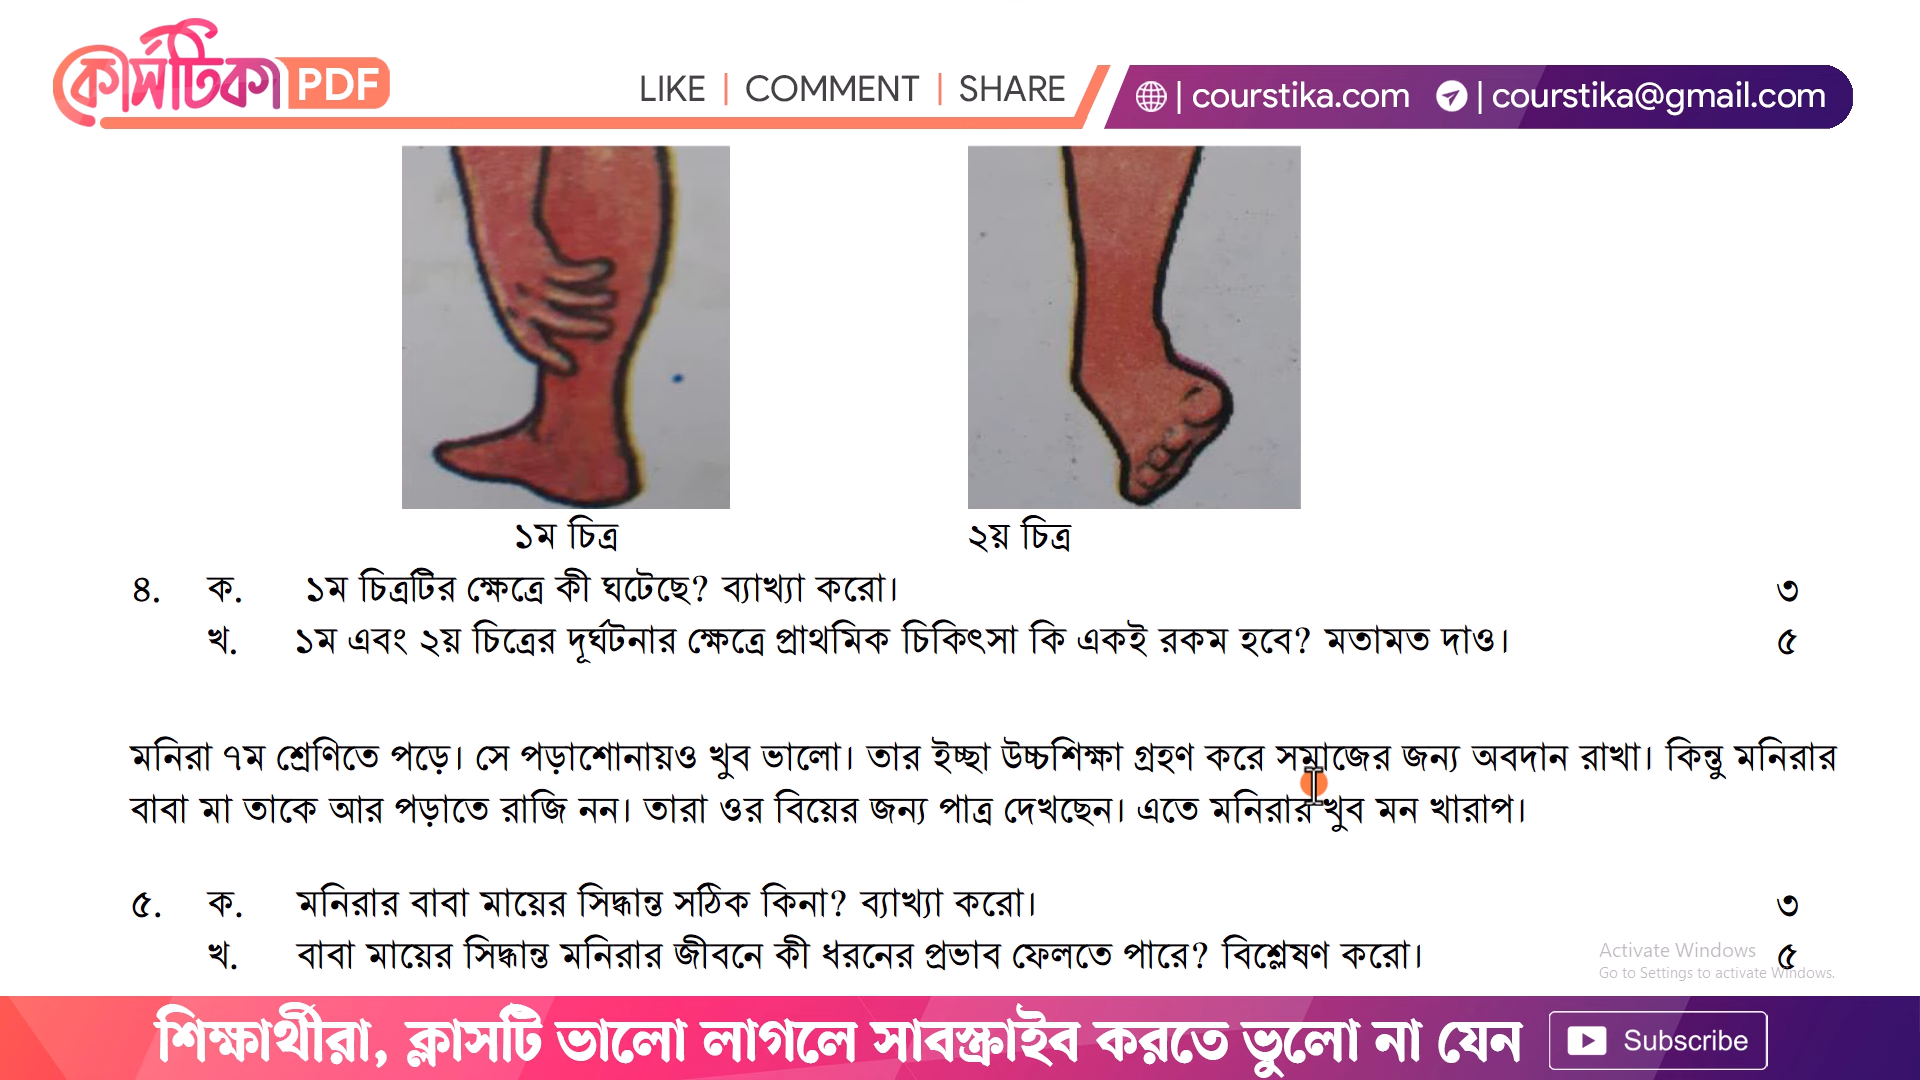 কোর্সটিকা PDF
LIKE | COMMENT | SHARE
| courstika.com | courstika@gmail.com
১ম চিত্র ২য় চিত্র
৪. ক. ১ম চিত্রটির ক্ষেত্রে কী ঘটেছে? ব্যাখ্যা করো। ৩
খ. ১ম এবং ২য় চিত্রের দূর্ঘটনার ক্ষেত্রে প্রাথমিক চিকিৎসা কি একই রকম হবে? মতামত দাও। ৫
মনিরা ৭ম শ্রেণিতে পড়ে। সে পড়াশোনায়ও খুব ভালো। তার ইচ্ছা উচ্চশিক্ষা গ্রহণ করে সমাজের জন্য অবদান রাখা। কিন্তু মনিরার
বাবা মা তাকে আর পড়াতে রাজি নন। তারা ওর বিয়ের জন্য পাত্র দেখছেন। এতে মনিরার খুব মন খারাপ।
৫. ক. মনিরার বাবা মায়ের সিদ্ধান্ত সঠিক কিনা? ব্যাখ্যা করো। ৩
খ. বাবা মায়ের সিদ্ধান্ত মনিরার জীবনে কী ধরনের প্রভাব ফেলতে পারে? বিশ্লেষণ করো। ৫
Activate Windows
Go to Settings to activate Windows.
শিক্ষার্থীরা, ক্লাসটি ভালো লাগলে সাবস্ক্রাইব করতে ভুলো না যেন Subscribe